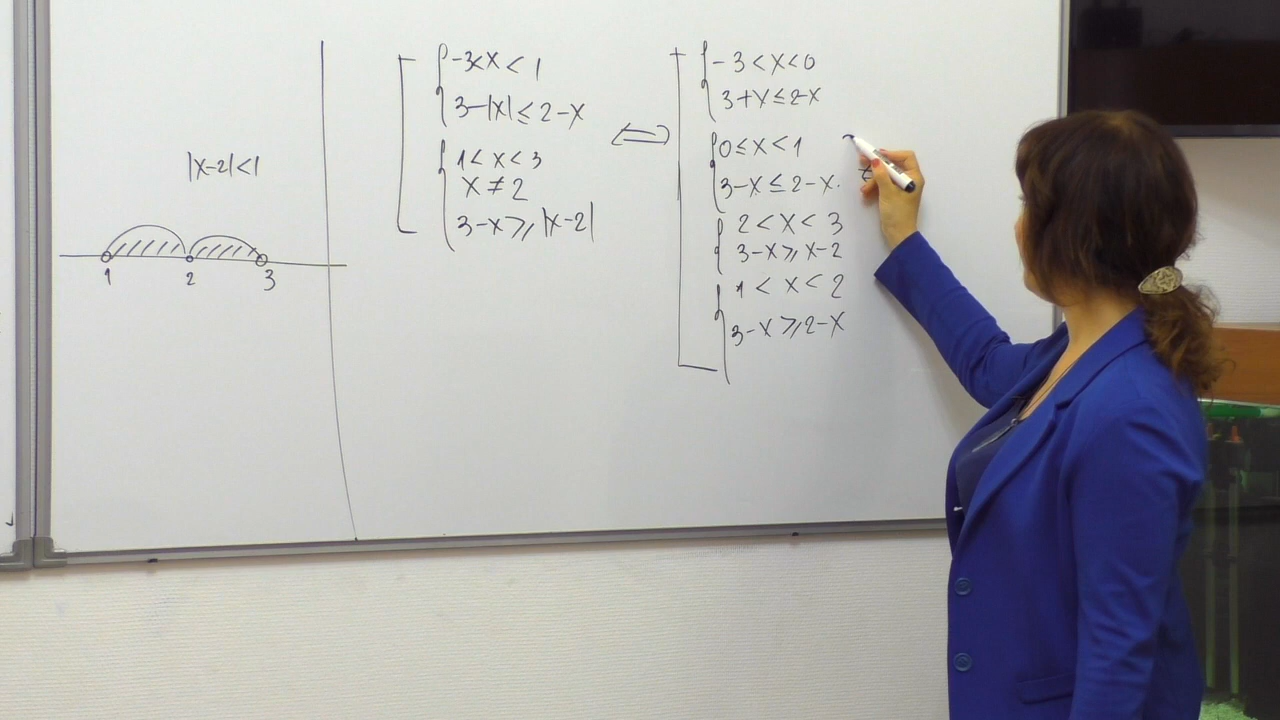 |x-2|<1
1 2 3
-3<x<1
3-|x|≤2-x
1<x<3
x≠2
3-x⩾|x-2|
⇔
-3<x<0
3+x≤2-x
0≤x<1
3-x≤2-x.
2<x<3
3-x⩾x-2
1<x<2
3-x⩾2-x